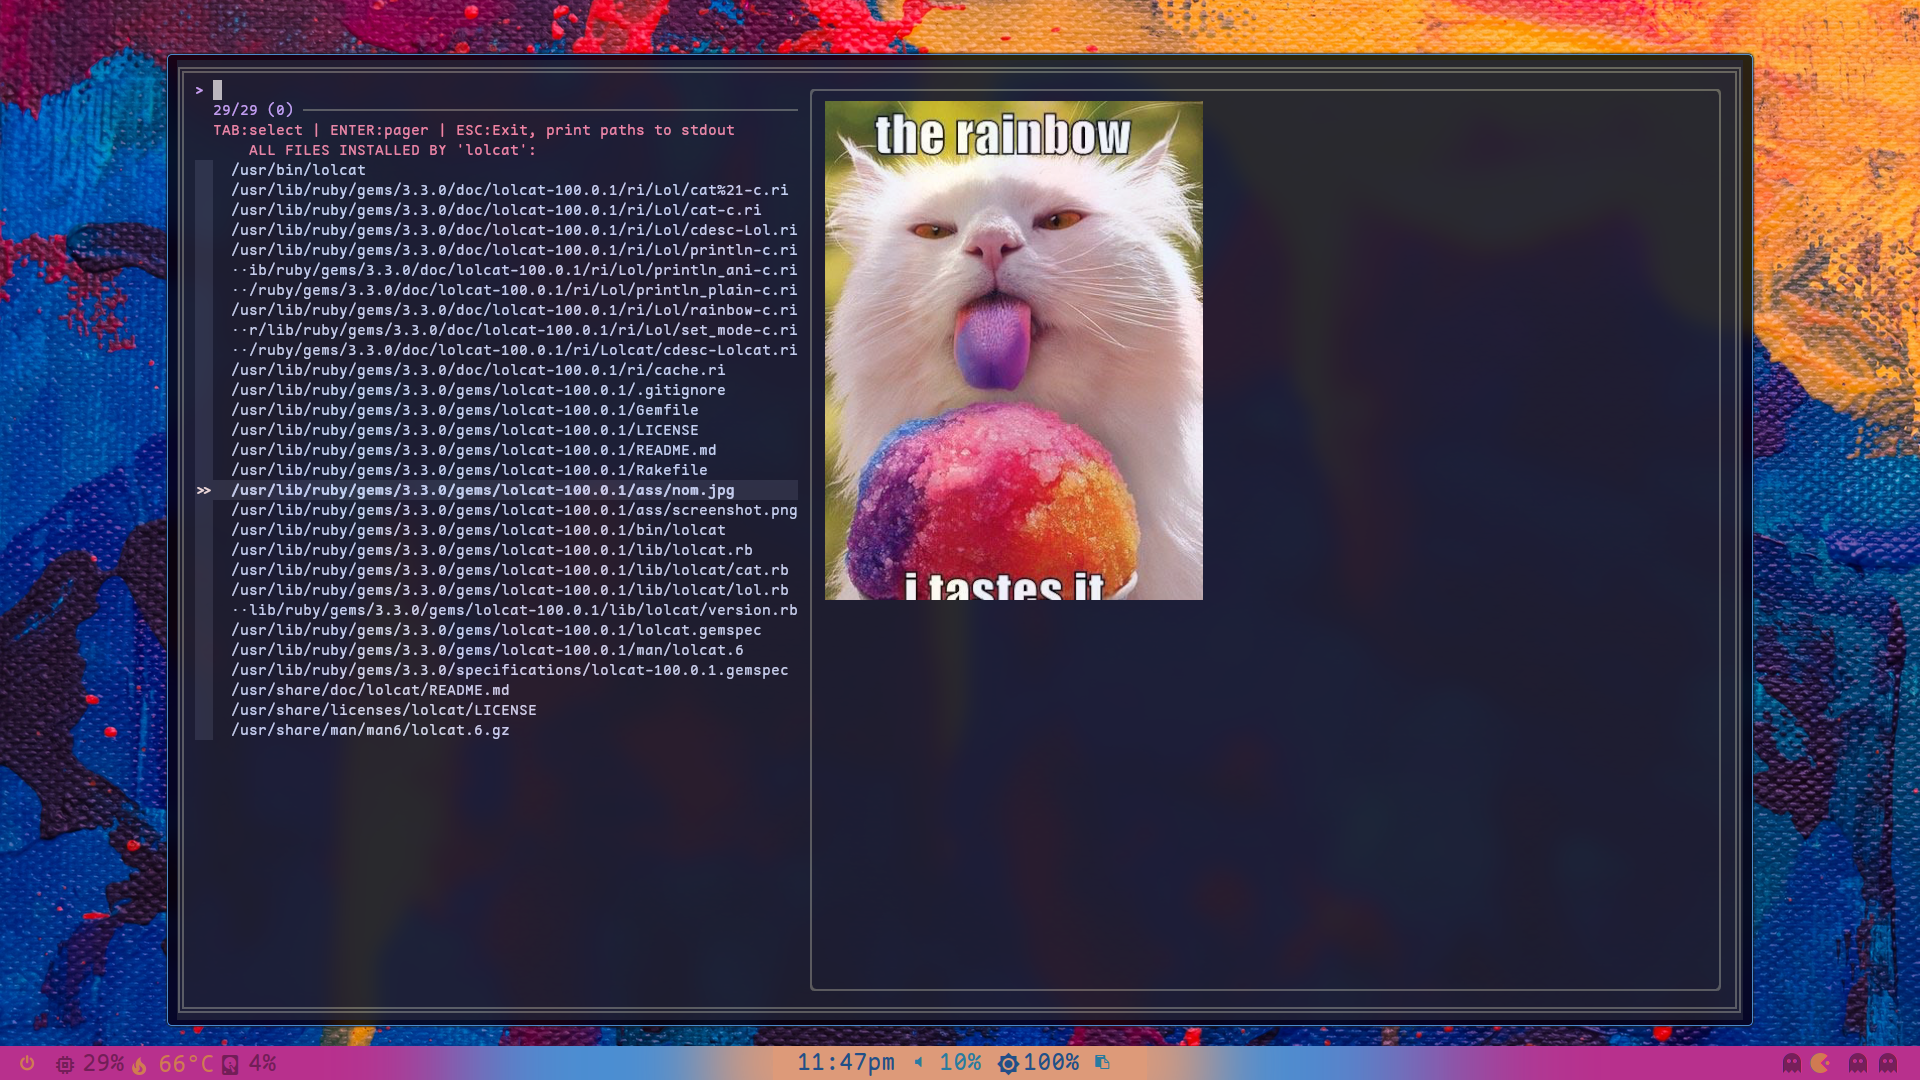 >
29/29 (0)
TAB:select | ENTER:pager | ESC:Exit, print paths to stdout
ALL FILES INSTALLED BY 'lolcat':
/usr/bin/lolcat
/usr/lib/ruby/gems/3.3.0/doc/lolcat-100.0.1/ri/Lol/cat%21-c.ri
/usr/lib/ruby/gems/3.3.0/doc/lolcat-100.0.1/ri/Lol/cat-c.ri
/usr/lib/ruby/gems/3.3.0/doc/lolcat-100.0.1/ri/Lol/cdesc-Lol.ri
/usr/lib/ruby/gems/3.3.0/doc/lolcat-100.0.1/ri/Lol/println-c.ri
··ib/ruby/gems/3.3.0/doc/lolcat-100.0.1/ri/Lol/println_ani-c.ri
··/ruby/gems/3.3.0/doc/lolcat-100.0.1/ri/Lol/println_plain-c.ri
/usr/lib/ruby/gems/3.3.0/doc/lolcat-100.0.1/ri/Lol/rainbow-c.ri
··r/lib/ruby/gems/3.3.0/doc/lolcat-100.0.1/ri/Lol/set_mode-c.ri
··/ruby/gems/3.3.0/doc/lolcat-100.0.1/ri/Lolcat/cdesc-Lolcat.ri
/usr/lib/ruby/gems/3.3.0/doc/lolcat-100.0.1/ri/cache.ri
/usr/lib/ruby/gems/3.3.0/gems/lolcat-100.0.1/.gitignore
/usr/lib/ruby/gems/3.3.0/gems/lolcat-100.0.1/Gemfile
/usr/lib/ruby/gems/3.3.0/gems/lolcat-100.0.1/LICENSE
/usr/lib/ruby/gems/3.3.0/gems/lolcat-100.0.1/README.md
/usr/lib/ruby/gems/3.3.0/gems/lolcat-100.0.1/Rakefile
>> /usr/lib/ruby/gems/3.3.0/gems/lolcat-100.0.1/ass/nom.jpg
/usr/lib/ruby/gems/3.3.0/gems/lolcat-100.0.1/ass/screenshot.png
/usr/lib/ruby/gems/3.3.0/gems/lolcat-100.0.1/bin/lolcat
/usr/lib/ruby/gems/3.3.0/gems/lolcat-100.0.1/lib/lolcat.rb
/usr/lib/ruby/gems/3.3.0/gems/lolcat-100.0.1/lib/lolcat/cat.rb
/usr/lib/ruby/gems/3.3.0/gems/lolcat-100.0.1/lib/lolcat/lol.rb
··lib/ruby/gems/3.3.0/gems/lolcat-100.0.1/lib/lolcat/version.rb
/usr/lib/ruby/gems/3.3.0/gems/lolcat-100.0.1/lolcat.gemspec
/usr/lib/ruby/gems/3.3.0/gems/lolcat-100.0.1/man/lolcat.6
/usr/lib/ruby/gems/3.3.0/specifications/lolcat-100.0.1.gemspec
/usr/share/doc/lolcat/README.md
/usr/share/licenses/lolcat/LICENSE
/usr/share/man/man6/lolcat.6.gz
the rainbow
i tastes it
29% 66°C 4%
11:47pm 10% 100%